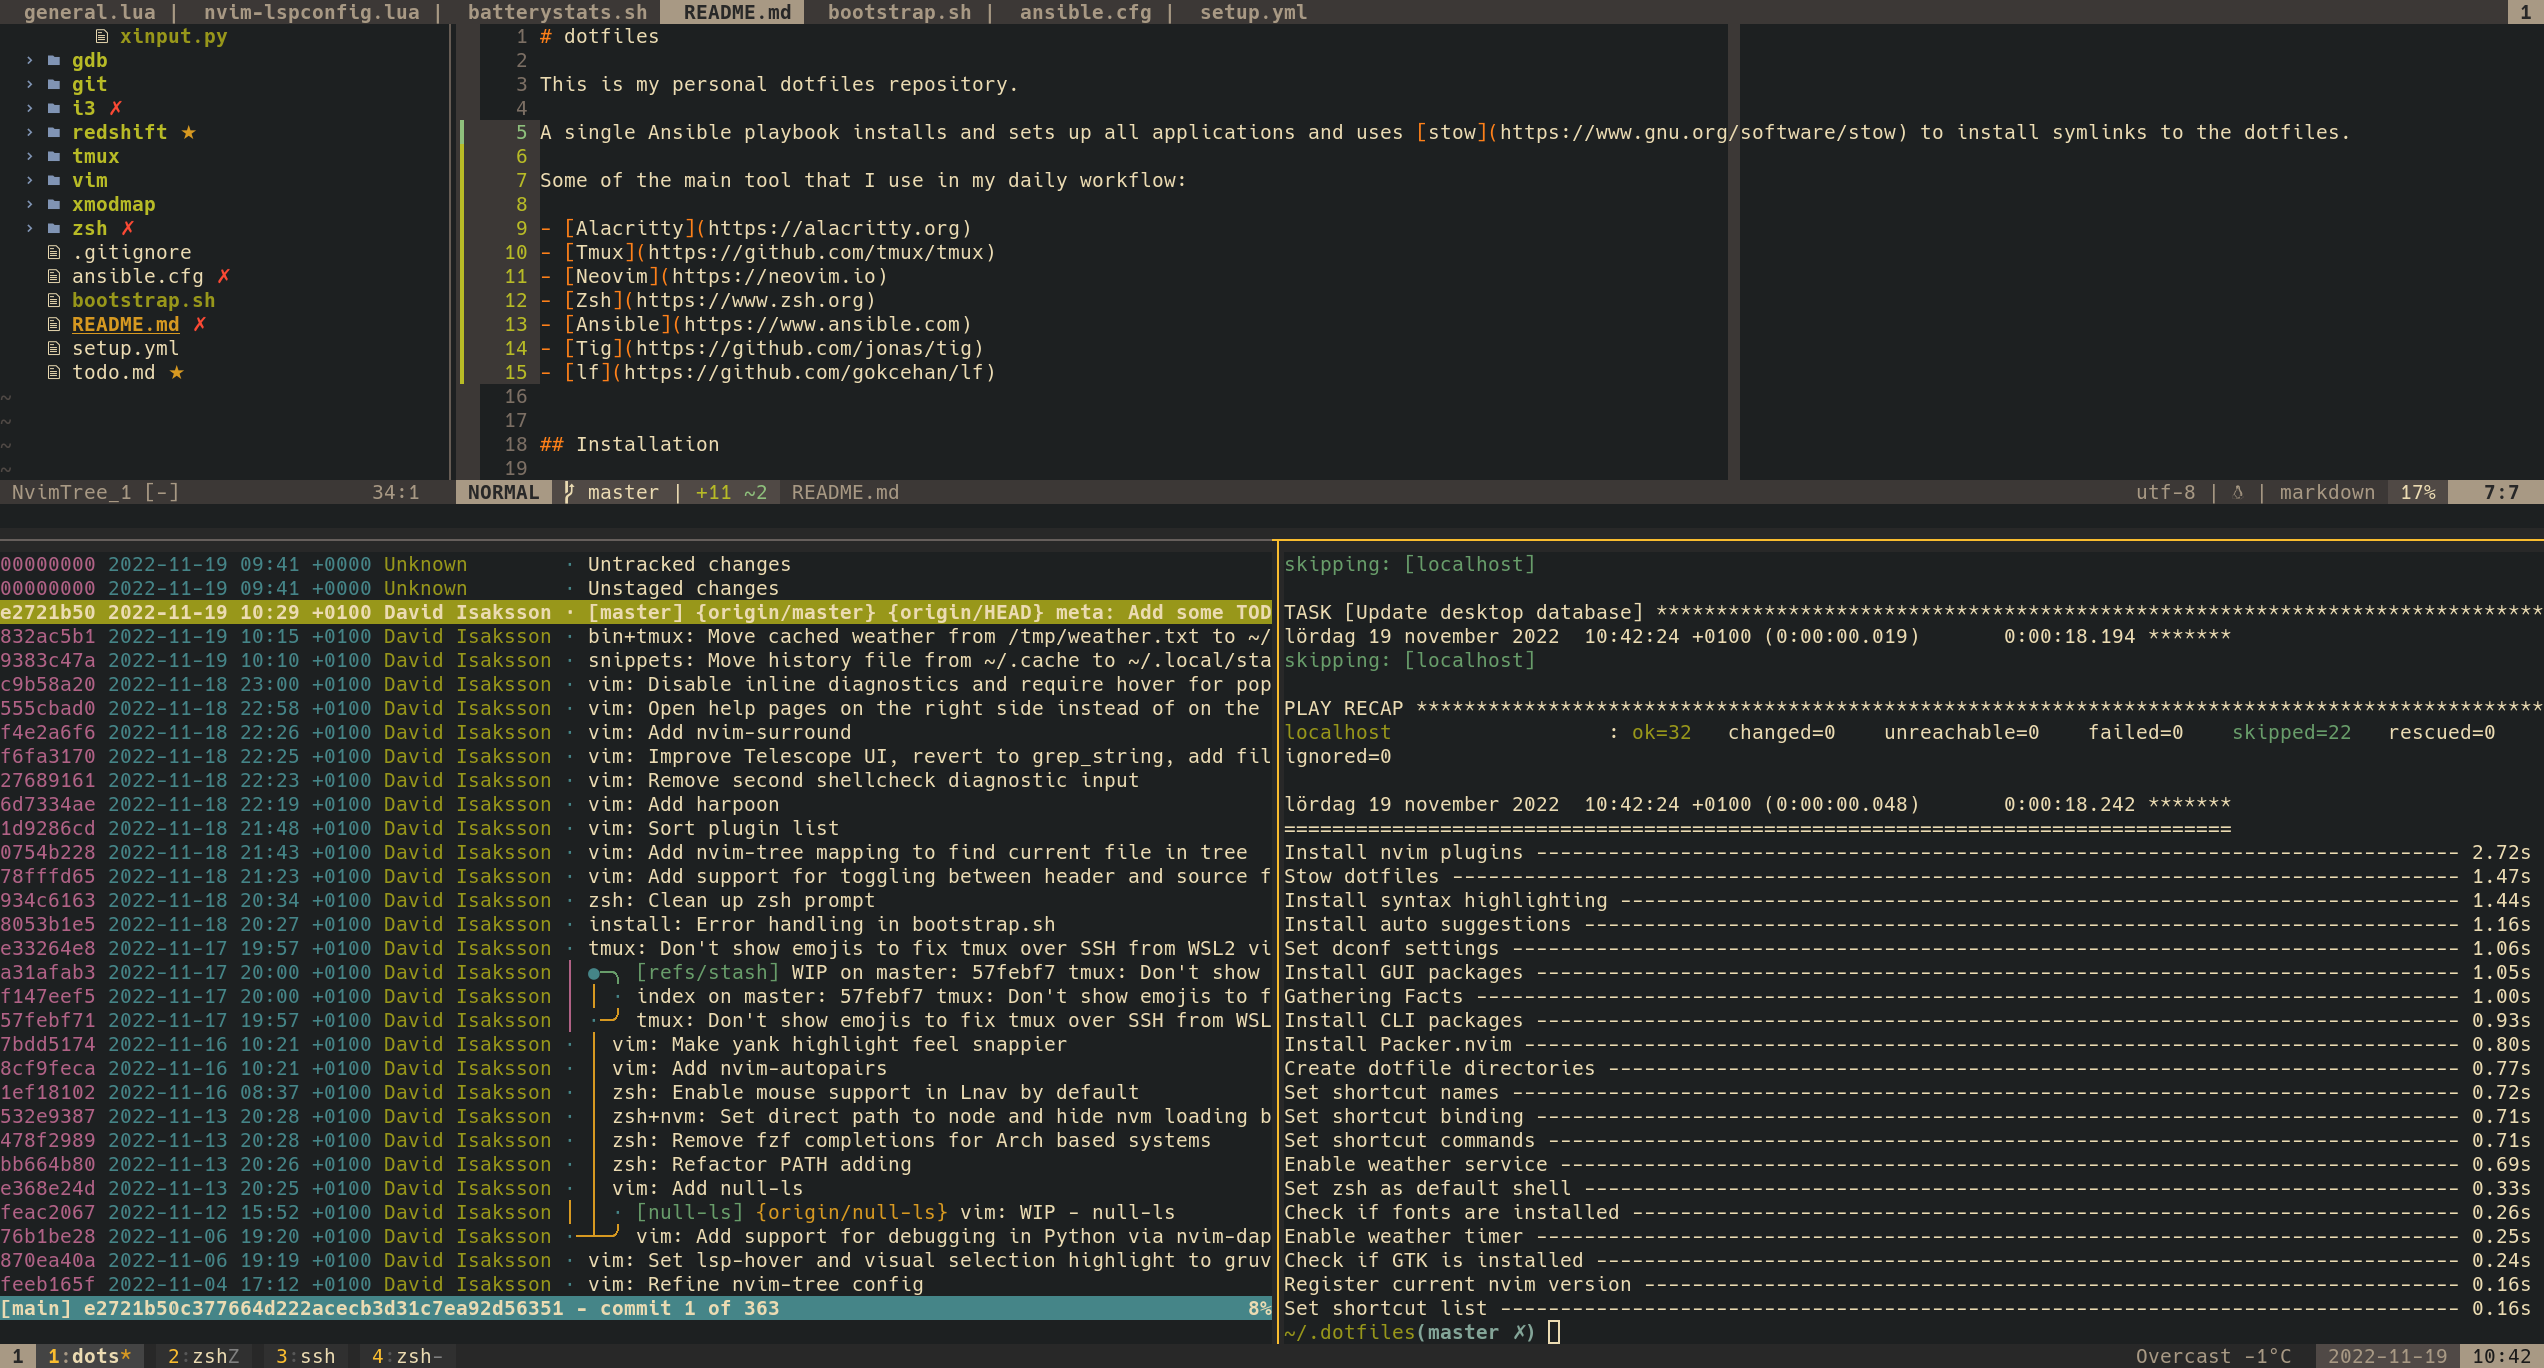 general.lua | nvim-lspconfig.lua | batterystats.sh README.md bootstrap.sh | ansible.cfg | setup.yml 1
xinput.py
› gdb
› git
› i3 ✗
› redshift ★
› tmux
› vim
› xmodmap
› zsh ✗
.gitignore
ansible.cfg ✗
bootstrap.sh
README.md ✗
setup.yml
todo.md ★
~
~
~
~
NvimTree_1 [-] 34:1
1 # dotfiles
2
3 This is my personal dotfiles repository.
4
5 A single Ansible playbook installs and sets up all applications and uses [stow](https://www.gnu.org/software/stow) to install symlinks to the dotfiles.
6
7 Some of the main tool that I use in my daily workflow:
8
9 - [Alacritty](https://alacritty.org)
10 - [Tmux](https://github.com/tmux/tmux)
11 - [Neovim](https://neovim.io)
12 - [Zsh](https://www.zsh.org)
13 - [Ansible](https://www.ansible.com)
14 - [Tig](https://github.com/jonas/tig)
15 - [lf](https://github.com/gokcehan/lf)
16
17
18 ## Installation
19
NORMAL master | +11 ~2 README.md utf-8 | | markdown 17% 7:7
00000000 2022-11-19 09:41 +0000 Unknown · Untracked changes
00000000 2022-11-19 09:41 +0000 Unknown · Unstaged changes
e2721b50 2022-11-19 10:29 +0100 David Isaksson · [master] {origin/master} {origin/HEAD} meta: Add some TOD
832ac5b1 2022-11-19 10:15 +0100 David Isaksson · bin+tmux: Move cached weather from /tmp/weather.txt to ~/
9383c47a 2022-11-19 10:10 +0100 David Isaksson · snippets: Move history file from ~/.cache to ~/.local/sta
c9b58a20 2022-11-18 23:00 +0100 David Isaksson · vim: Disable inline diagnostics and require hover for pop
555cbad0 2022-11-18 22:58 +0100 David Isaksson · vim: Open help pages on the right side instead of on the
f4e2a6f6 2022-11-18 22:26 +0100 David Isaksson · vim: Add nvim-surround
f6fa3170 2022-11-18 22:25 +0100 David Isaksson · vim: Improve Telescope UI, revert to grep_string, add fil
27689161 2022-11-18 22:23 +0100 David Isaksson · vim: Remove second shellcheck diagnostic input
6d7334ae 2022-11-18 22:19 +0100 David Isaksson · vim: Add harpoon
1d9286cd 2022-11-18 21:48 +0100 David Isaksson · vim: Sort plugin list
0754b228 2022-11-18 21:43 +0100 David Isaksson · vim: Add nvim-tree mapping to find current file in tree
78fffd65 2022-11-18 21:23 +0100 David Isaksson · vim: Add support for toggling between header and source f
934c6163 2022-11-18 20:34 +0100 David Isaksson · zsh: Clean up zsh prompt
8053b1e5 2022-11-18 20:27 +0100 David Isaksson · install: Error handling in bootstrap.sh
e33264e8 2022-11-17 19:57 +0100 David Isaksson · tmux: Don't show emojis to fix tmux over SSH from WSL2 vi
a31afab3 2022-11-17 20:00 +0100 David Isaksson [refs/stash] WIP on master: 57febf7 tmux: Don't show
f147eef5 2022-11-17 20:00 +0100 David Isaksson · index on master: 57febf7 tmux: Don't show emojis to f
57febf71 2022-11-17 19:57 +0100 David Isaksson · tmux: Don't show emojis to fix tmux over SSH from WSL
7bdd5174 2022-11-16 10:21 +0100 David Isaksson · vim: Make yank highlight feel snappier
8cf9feca 2022-11-16 10:21 +0100 David Isaksson · vim: Add nvim-autopairs
1ef18102 2022-11-16 08:37 +0100 David Isaksson · zsh: Enable mouse support in Lnav by default
532e9387 2022-11-13 20:28 +0100 David Isaksson · zsh+nvm: Set direct path to node and hide nvm loading b
478f2989 2022-11-13 20:28 +0100 David Isaksson · zsh: Remove fzf completions for Arch based systems
bb664b80 2022-11-13 20:26 +0100 David Isaksson · zsh: Refactor PATH adding
e368e24d 2022-11-13 20:25 +0100 David Isaksson · vim: Add null-ls
feac2067 2022-11-12 15:52 +0100 David Isaksson · [null-ls] {origin/null-ls} vim: WIP - null-ls
76b1be28 2022-11-06 19:20 +0100 David Isaksson · vim: Add support for debugging in Python via nvim-dap
870ea40a 2022-11-06 19:19 +0100 David Isaksson · vim: Set lsp-hover and visual selection highlight to gruv
feeb165f 2022-11-04 17:12 +0100 David Isaksson · vim: Refine nvim-tree config
[main] e2721b50c377664d222acecb3d31c7ea92d56351 - commit 1 of 363 8%
skipping: [localhost]
TASK [Update desktop database] **************************************************************************
lördag 19 november 2022 10:42:24 +0100 (0:00:00.019) 0:00:18.194 *******
skipping: [localhost]
PLAY RECAP **********************************************************************************************
localhost : ok=32 changed=0 unreachable=0 failed=0 skipped=22 rescued=0
ignored=0
lördag 19 november 2022 10:42:24 +0100 (0:00:00.048) 0:00:18.242 *******
===============================================================================
Install nvim plugins ----------------------------------------------------------------------------- 2.72s
Stow dotfiles ------------------------------------------------------------------------------------ 1.47s
Install syntax highlighting ---------------------------------------------------------------------- 1.44s
Install auto suggestions ------------------------------------------------------------------------- 1.16s
Set dconf settings ------------------------------------------------------------------------------- 1.06s
Install GUI packages ----------------------------------------------------------------------------- 1.05s
Gathering Facts ---------------------------------------------------------------------------------- 1.00s
Install CLI packages ----------------------------------------------------------------------------- 0.93s
Install Packer.nvim ------------------------------------------------------------------------------ 0.80s
Create dotfile directories ----------------------------------------------------------------------- 0.77s
Set shortcut names ------------------------------------------------------------------------------- 0.72s
Set shortcut binding ----------------------------------------------------------------------------- 0.71s
Set shortcut commands ---------------------------------------------------------------------------- 0.71s
Enable weather service --------------------------------------------------------------------------- 0.69s
Set zsh as default shell ------------------------------------------------------------------------- 0.33s
Check if fonts are installed --------------------------------------------------------------------- 0.26s
Enable weather timer ----------------------------------------------------------------------------- 0.25s
Check if GTK is installed ------------------------------------------------------------------------ 0.24s
Register current nvim version -------------------------------------------------------------------- 0.16s
Set shortcut list -------------------------------------------------------------------------------- 0.16s
~/.dotfiles(master ✗)
1 1:dots* 2:zshZ 3:ssh 4:zsh- Overcast -1°C 2022-11-19 10:42